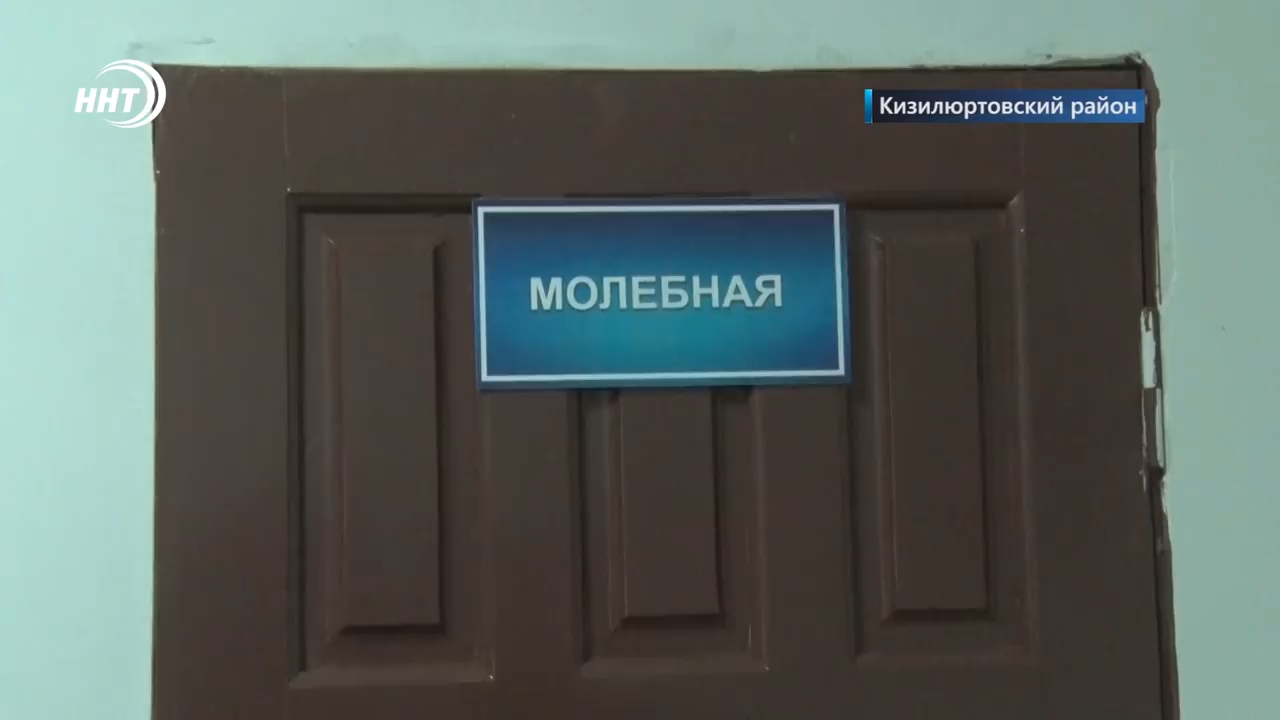 ННТ
Кизилюртовский район
МОЛЕБНАЯ